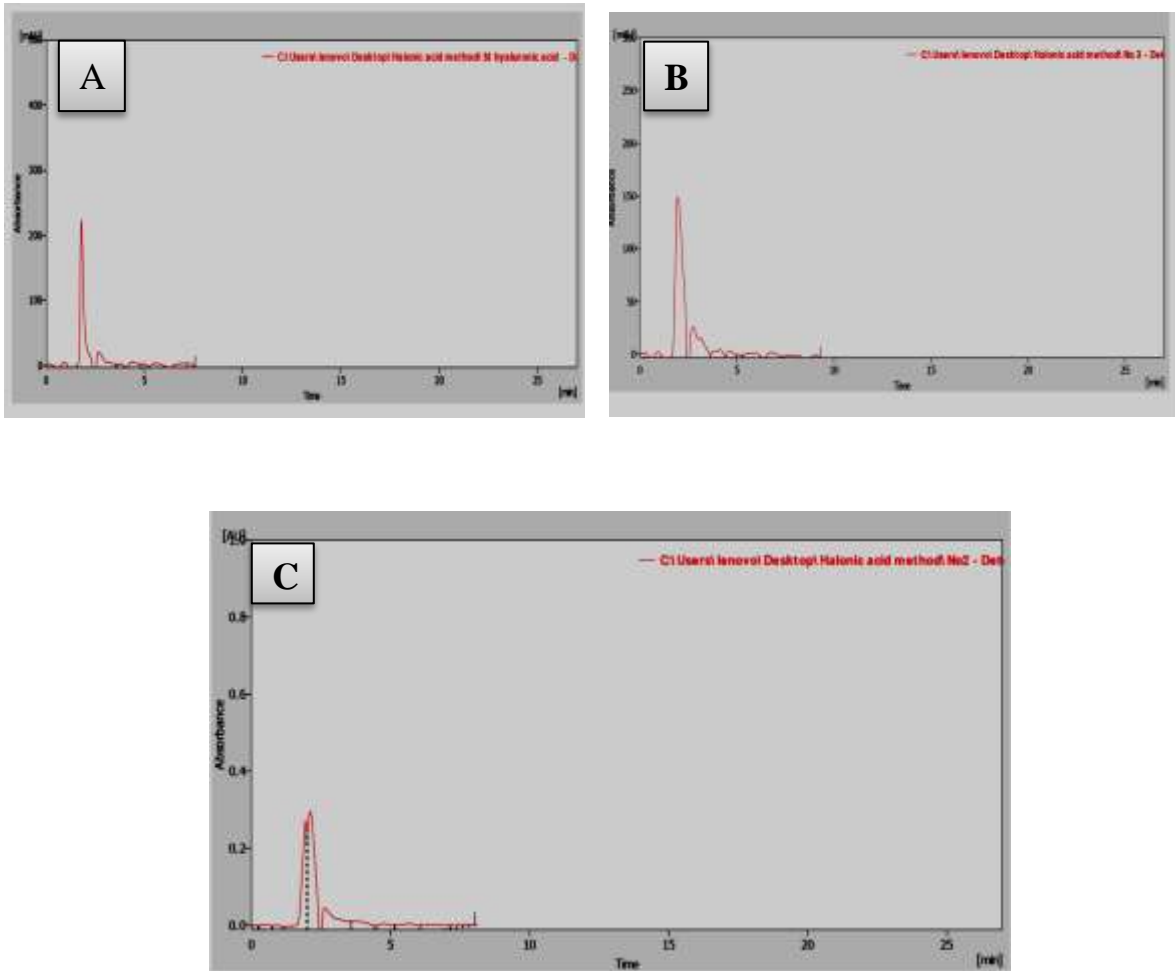 [mAU]
A
C:\Users\lenovo\Desktop\Halonic acid method\St hyaluronic acid - De
400
300
200
100
0
Absorbance
0 5 10 15 20 25
Time
[min]
B
C:\Users\lenovo\Desktop\Halonic acid method\No 3 - Det
250
200
150
100
50
0
Absorbance
0 5 10 15 20 25
Time
[min]
[AU]
C
C:\Users\lenovo\Desktop\Halonic acid method\No2 - Det
0.8
0.6
0.4
0.2
0.0
Absorbance
0 5 10 15 20 25
Time
[min]